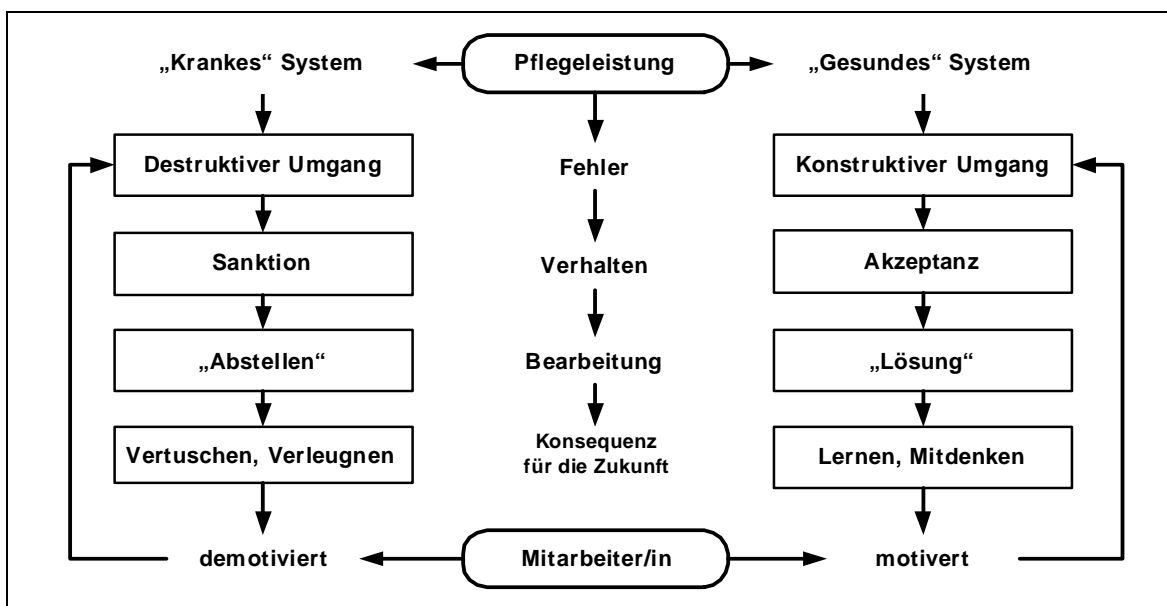 „Krankes“ System
Pflegeleistung
„Gesundes“ System
Destruktiver Umgang
Fehler
Konstruktiver Umgang
Sanktion
Verhalten
Akzeptanz
„Abstellen“
Bearbeitung
„Lösung“
Vertuschen, Verleugnen
Konsequenz
für die Zukunft
Lernen, Mitdenken
demotiviert
Mitarbeiter/in
motivert